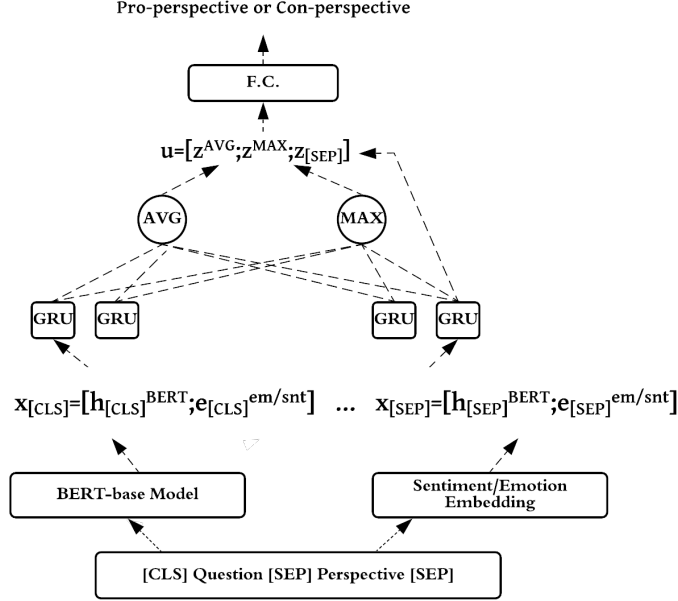 Pro-perspective or Con-perspective
F.C.
u=[z^AVG;z^MAX;z_[SEP]]
AVG MAX
GRU GRU GRU GRU
x_[CLS]=[h_[CLS]^BERT;e_[CLS]^em/snt] ... x_[SEP]=[h_[SEP]^BERT;e_[SEP]^em/snt]
BERT-base Model
Sentiment/Emotion
Embedding
[CLS] Question [SEP] Perspective [SEP]